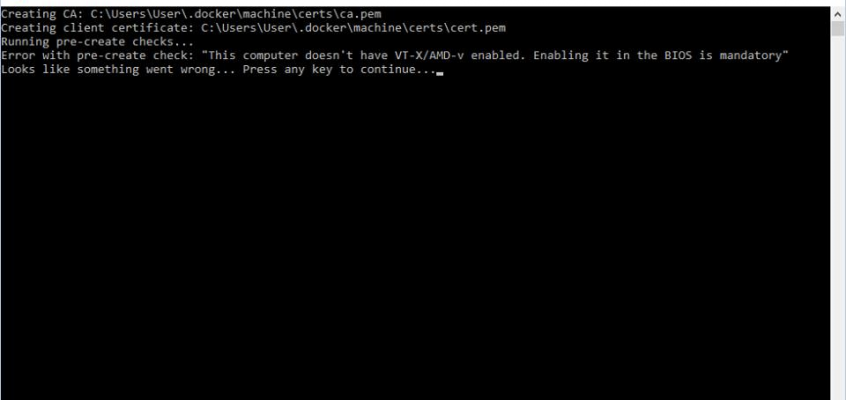 Creating CA: C:\Users\User\.docker\machine\certs\ca.pem
Creating client certificate: C:\Users\User\.docker\machine\certs\cert.pem
Running pre-create checks...
Error with pre-create check: "This computer doesn't have VT-X/AMD-v enabled. Enabling it in the BIOS is mandatory"
Looks like something went wrong... Press any key to continue...